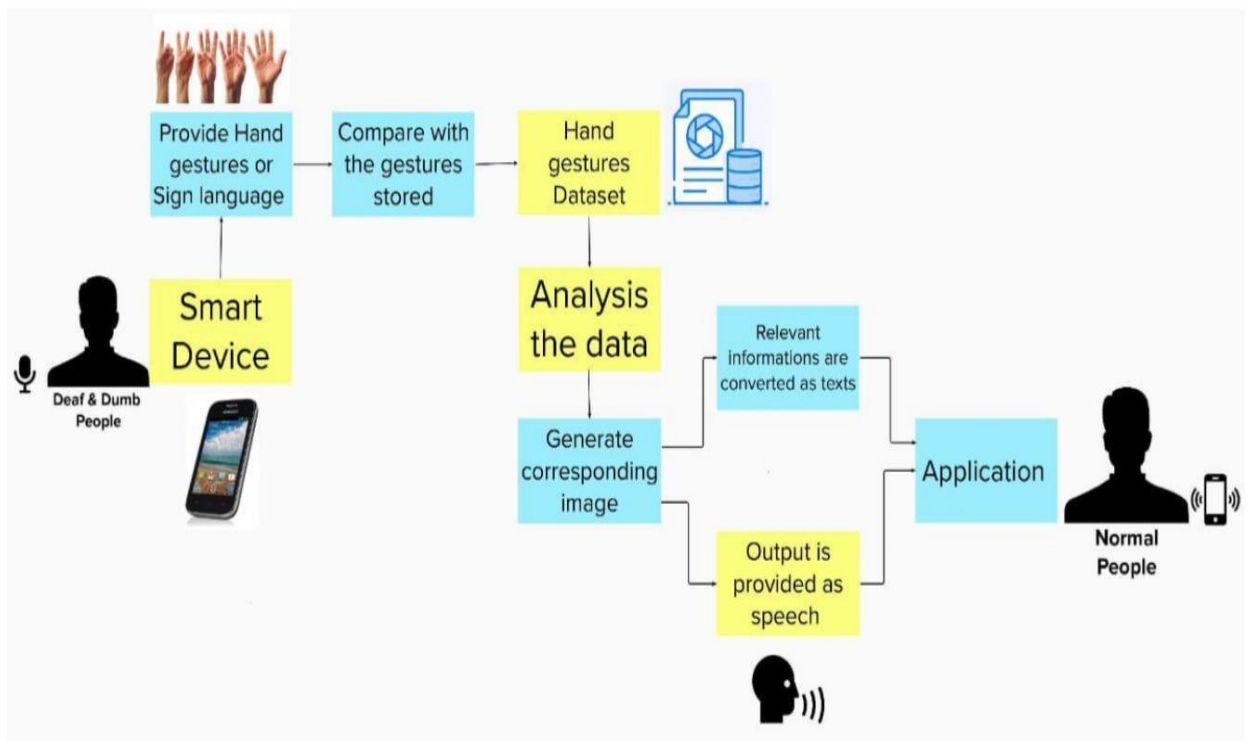 Provide Hand
gestures or
Sign language
Compare with
the gestures
stored
Hand
gestures
Dataset
Smart
Device
Deaf & Dumb
People
Analysis
the data
Generate
corresponding
image
Relevant
informations are
converted as texts
Output is
provided as
speech
Application
Normal
People